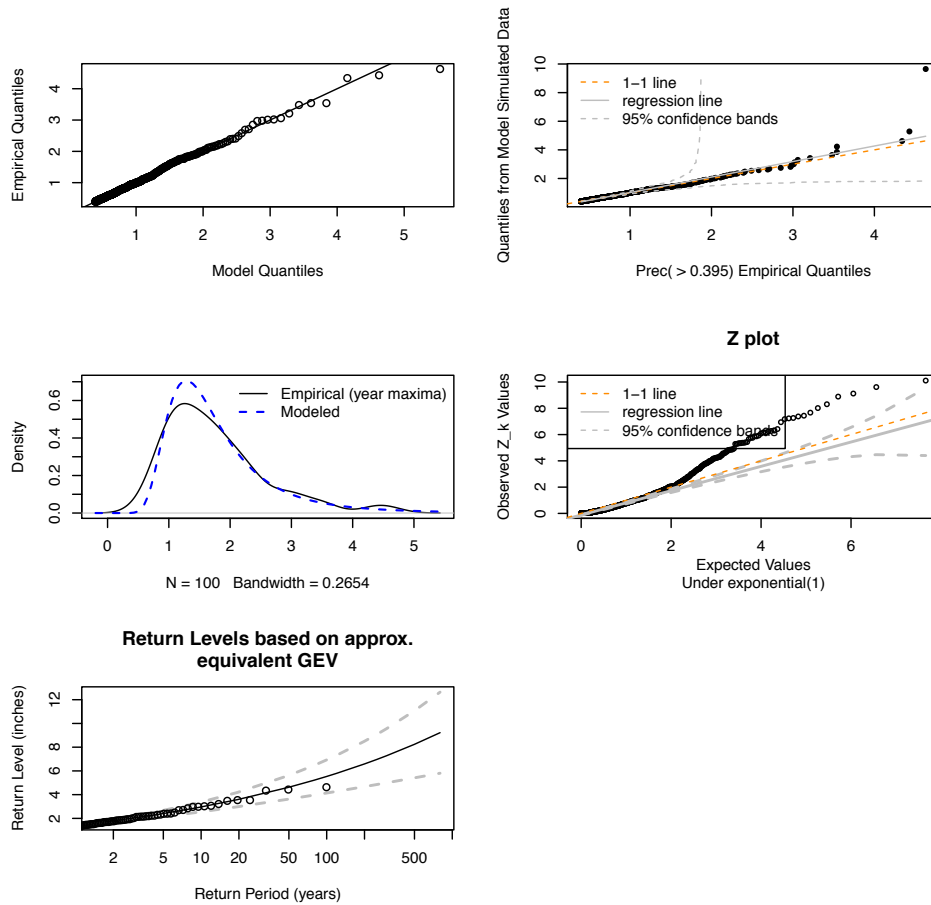 Empirical Quantiles
4
3
2
1
1 2 3 4 5
Model Quantiles
Quantiles from Model Simulated Data
10
8
6
4
2
1−1 line
regression line
95% confidence bands
1 2 3 4
Prec( > 0.395) Empirical Quantiles
Density
0.6
0.4
0.2
0.0
Empirical (year maxima)
Modeled
0 1 2 3 4 5
N = 100 Bandwidth = 0.2654
Z plot
Observed Z_k Values
10
8
6
4
2
0
1−1 line
regression line
95% confidence bands
0 2 4 6
Expected Values
Under exponential(1)
Return Levels based on approx.
equivalent GEV
Return Level (inches)
12
8
6
4
2
2 5 10 20 50 100 500
Return Period (years)